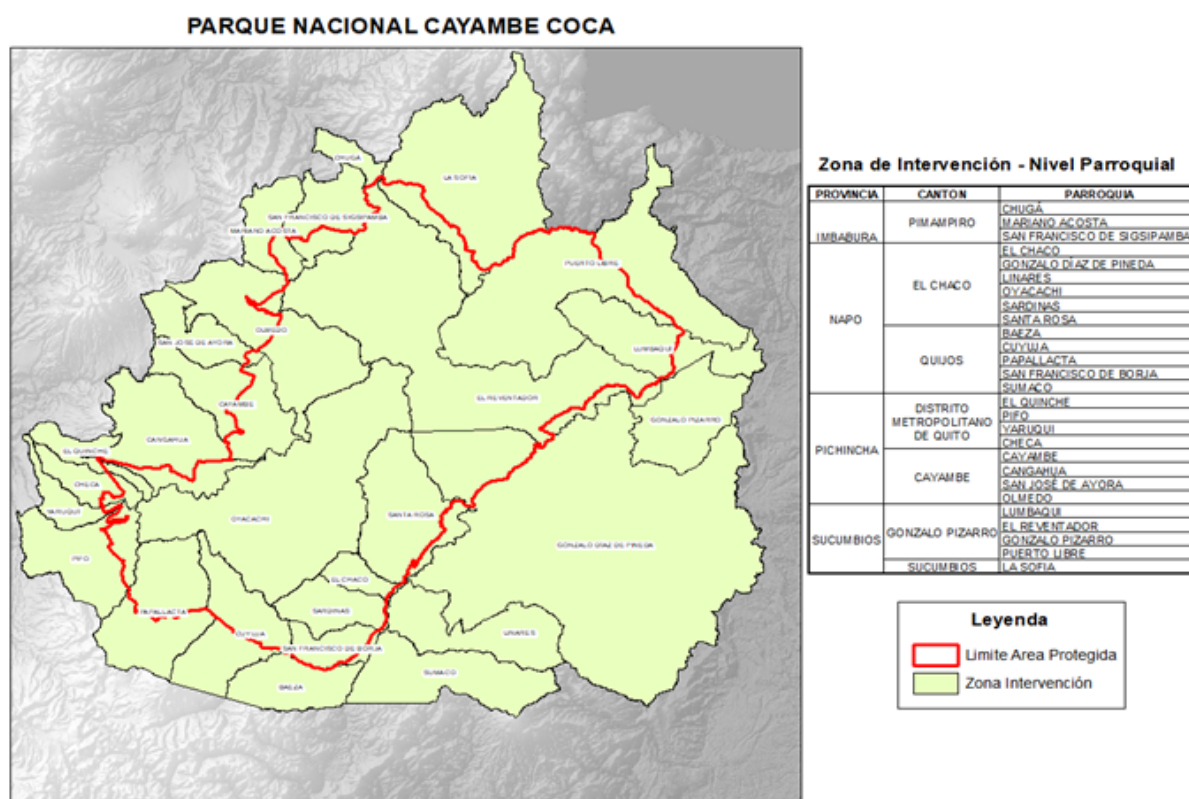 PARQUE NACIONAL CAYAMBE COCA
CHUGÁ
LA SOFIA
SAN FRANCISCO DE SIGSIPAMBA
MARIANO ACOSTA
PUERTO LIBRE
OLMEDO
SAN JOSÉ DE AYORA
LUMBAQUI
EL REVENTADOR
CAYAMBE
GONZALO PIZARRO
CANGAHUA
EL QUINCHE
CHECA
YARUQUI
OYACACHI
SANTA ROSA
PIFO
GONZALO DÍAZ DE PINEDA
EL CHACO
PAPALLACTA
SARDINAS
CUYUJA
LINARES
SAN FRANCISCO DE BORJA
SUMACO
BAEZA
Zona de Intervención - Nivel Parroquial
PROVINCIA CANTON PARROQUIA
IMBABURA PIMAMPIRO CHUGÁ
MARIANO ACOSTA
SAN FRANCISCO DE SIGSIPAMBA
NAPO EL CHACO EL CHACO
GONZALO DÍAZ DE PINEDA
LINARES
OYACACHI
SARDINAS
SANTA ROSA
QUIJOS BAEZA
CUYUJA
PAPALLACTA
SAN FRANCISCO DE BORJA
SUMACO
PICHINCHA DISTRITO METROPOLITANO DE QUITO EL QUINCHE
PIFO
YARUQUI
CHECA
CAYAMBE CAYAMBE
CANGAHUA
SAN JOSÉ DE AYORA
OLMEDO
SUCUMBIOS GONZALO PIZARRO LUMBAQUI
EL REVENTADOR
GONZALO PIZARRO
PUERTO LIBRE
SUCUMBIOS LA SOFIA
Leyenda
Limite Area Protegida
Zona Intervención